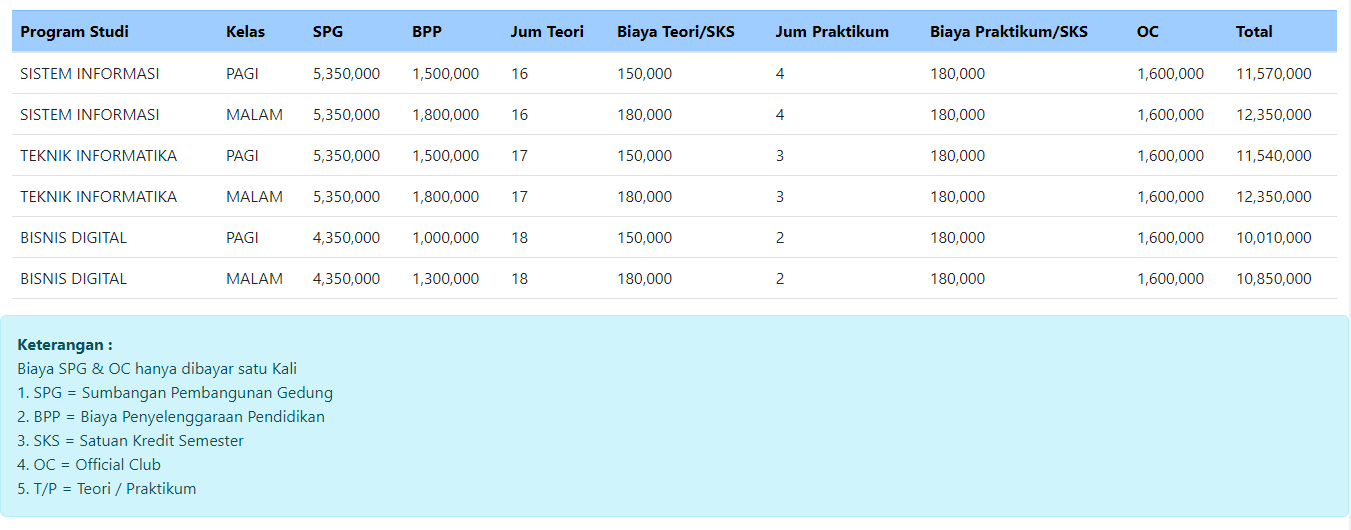 Program Studi Kelas SPG BPP Jum Teori Biaya Teori/SKS Jum Praktikum Biaya Praktikum/SKS OC Total
SISTEM INFORMASI PAGI 5,350,000 1,500,000 16 150,000 4 180,000 1,600,000 11,570,000
SISTEM INFORMASI MALAM 5,350,000 1,800,000 16 180,000 4 180,000 1,600,000 12,350,000
TEKNIK INFORMATIKA PAGI 5,350,000 1,500,000 17 150,000 3 180,000 1,600,000 11,540,000
TEKNIK INFORMATIKA MALAM 5,350,000 1,800,000 17 180,000 3 180,000 1,600,000 12,350,000
BISNIS DIGITAL PAGI 4,350,000 1,000,000 18 150,000 2 180,000 1,600,000 10,010,000
BISNIS DIGITAL MALAM 4,350,000 1,300,000 18 180,000 2 180,000 1,600,000 10,850,000
Keterangan :
Biaya SPG & OC hanya dibayar satu Kali
1. SPG = Sumbangan Pembangunan Gedung
2. BPP = Biaya Penyelenggaraan Pendidikan
3. SKS = Satuan Kredit Semester
4. OC = Official Club
5. T/P = Teori / Praktikum